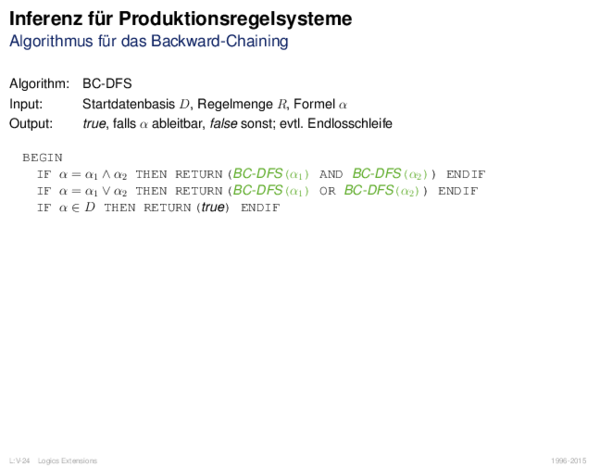 Inferenz für Produktionsregelsysteme
Algorithmus für das Backward-Chaining
Algorithm: BC-DFS
Input: Startdatenbasis D, Regelmenge R, Formel α
Output: true, falls α ableitbar, false sonst; evtl. Endlosschleife
BEGIN
IF α = α₁ ∧ α₂ THEN RETURN (BC-DFS(α₁) AND BC-DFS(α₂)) ENDIF
IF α = α₁ ∨ α₂ THEN RETURN (BC-DFS(α₁) OR BC-DFS(α₂)) ENDIF
IF α ∈ D THEN RETURN (true) ENDIF
L:V-24 Logics Extensions 1996-2015